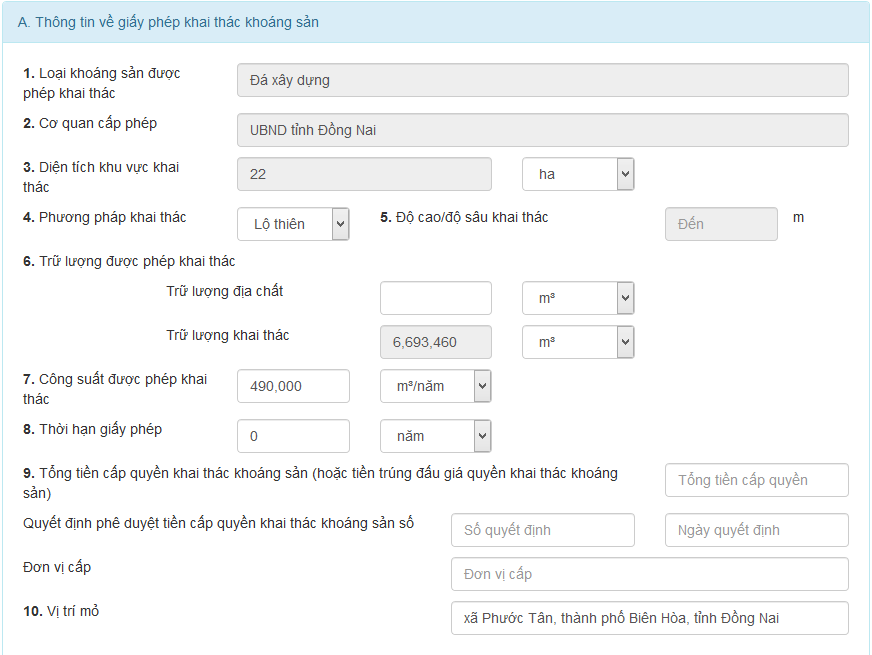 A. Thông tin về giấy phép khai thác khoáng sản
1. Loại khoáng sản được
phép khai thác
Đá xây dựng
2. Cơ quan cấp phép
UBND tỉnh Đồng Nai
3. Diện tích khu vực khai
thác
22
ha
4. Phương pháp khai thác
Lộ thiên
5. Độ cao/độ sâu khai thác
Đến
m
6. Trữ lượng được phép khai thác
Trữ lượng địa chất
m³
Trữ lượng khai thác
6,693,460
m³
7. Công suất được phép khai
thác
490,000
m³/năm
8. Thời hạn giấy phép
0
năm
9. Tổng tiền cấp quyền khai thác khoáng sản (hoặc tiền trúng đấu giá quyền khai thác khoáng
sản)
Tổng tiền cấp quyền
Quyết định phê duyệt tiền cấp quyền khai thác khoáng sản số
Số quyết định
Ngày quyết định
Đơn vị cấp
Đơn vị cấp
10. Vị trí mỏ
xã Phước Tân, thành phố Biên Hòa, tỉnh Đồng Nai